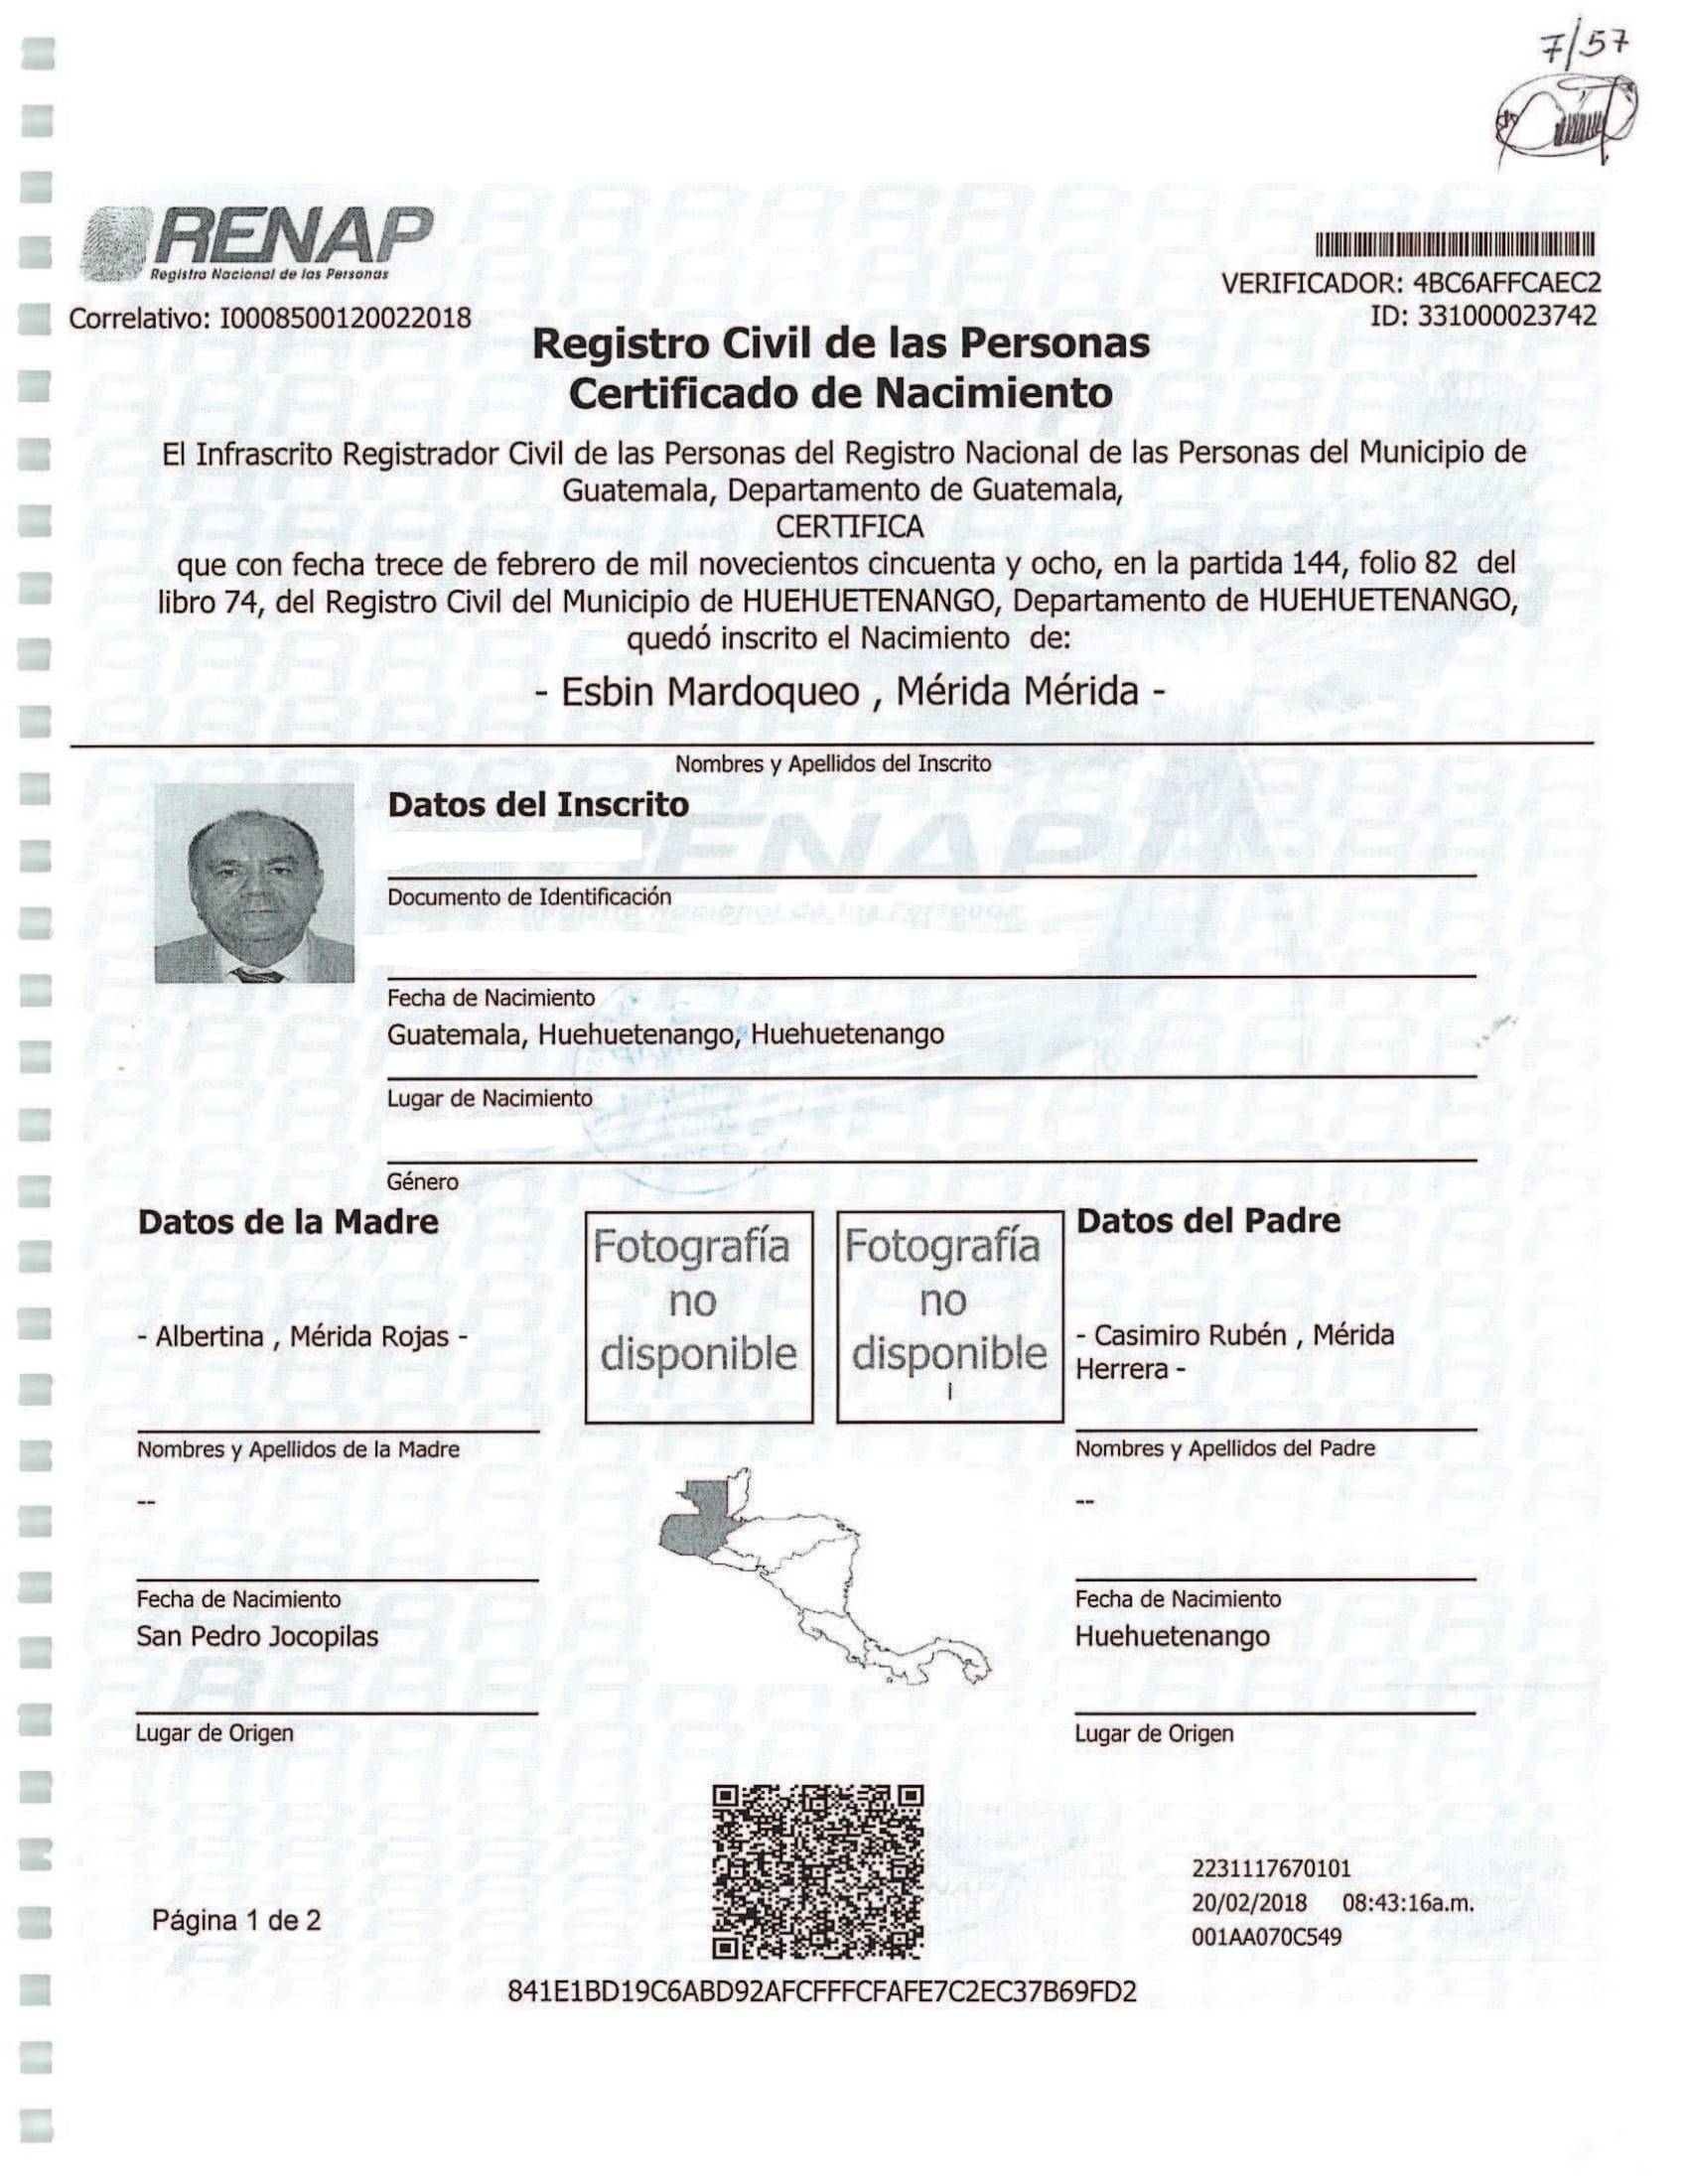 7/57
RENAP
Registro Nacional de las Personas
VERIFICADOR: 4BC6AFFCAEC2
Correlativo: I0008500120022018
ID: 331000023742
Registro Civil de las Personas
Certificado de Nacimiento
El Infrascrito Registrador Civil de las Personas del Registro Nacional de las Personas del Municipio de
Guatemala, Departamento de Guatemala,
CERTIFICA
que con fecha trece de febrero de mil novecientos cincuenta y ocho, en la partida 144, folio 82 del
libro 74, del Registro Civil del Municipio de HUEHUETENANGO, Departamento de HUEHUETENANGO,
quedó inscrito el Nacimiento de:
- Esbin Mardoqueo , Mérida Mérida -
Nombres y Apellidos del Inscrito
Datos del Inscrito
RENAP
Documento de Identificación
Registro Nacional de las Personas
Fecha de Nacimiento
Guatemala, Huehuetenango, Huehuetenango
Lugar de Nacimiento
Género
Datos de la Madre
Fotografía
no
disponible
Fotografía
no
disponible
Datos del Padre
- Albertina , Mérida Rojas -
- Casimiro Rubén , Mérida
Herrera -
Nombres y Apellidos de la Madre
Nombres y Apellidos del Padre
--
--
Fecha de Nacimiento
Fecha de Nacimiento
San Pedro Jocopilas
Huehuetenango
Lugar de Origen
Lugar de Origen
2231117670101
20/02/2018 08:43:16a.m.
001AA070C549
Página 1 de 2
841E1BD19C6ABD92AFCFFFCFAFE7C2EC37B69FD2